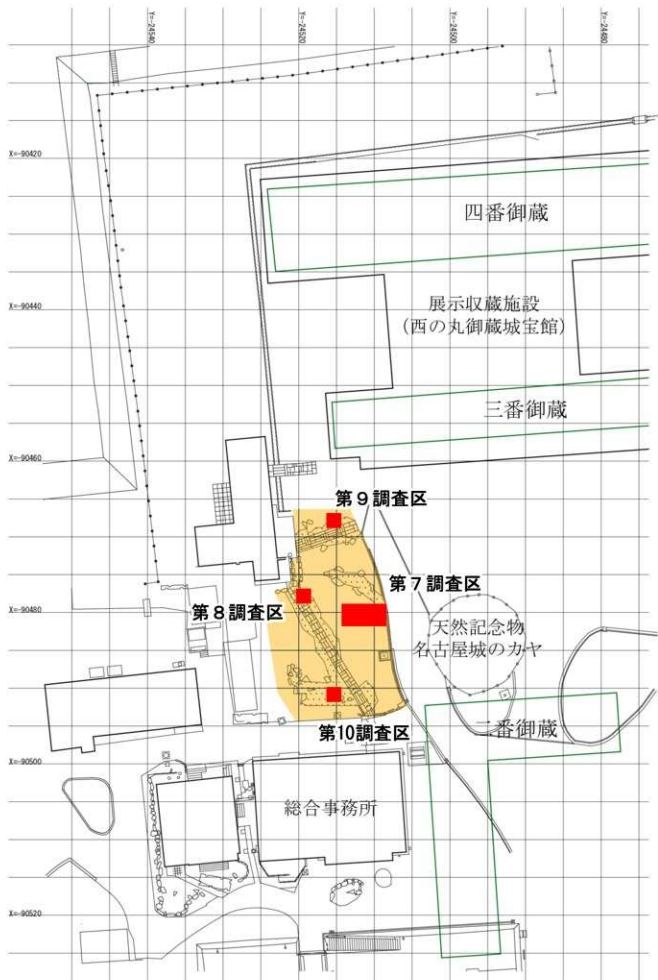 Y=-24540
Y=-24520
Y=-24500
Y=-24480
X=-90420
四番御蔵
展示収蔵施設
（西の丸御蔵城宝館）
X=-90440
三番御蔵
X=-90460
第９調査区
第７調査区
X=-90480
第８調査区
天然記念物
名古屋城のカヤ
第10調査区
二番御蔵
X=-90500
総合事務所
X=-90520